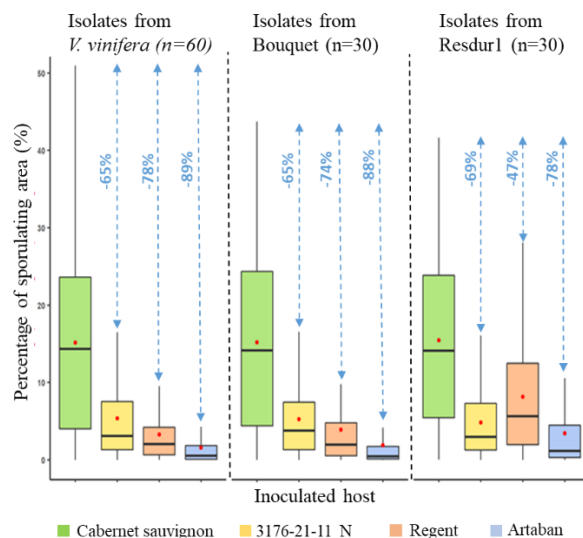 Isolates from
V. vinifera (n=60)
Isolates from
Bouquet (n=30)
Isolates from
Resdur1 (n=30)
Percentage of sporulating area (%)
50
40
30
20
10
0
-65%
-78%
-89%
-65%
-74%
-88%
-69%
-47%
-78%
Inoculated host
Cabernet sauvignon
3176-21-11 N
Regent
Artaban